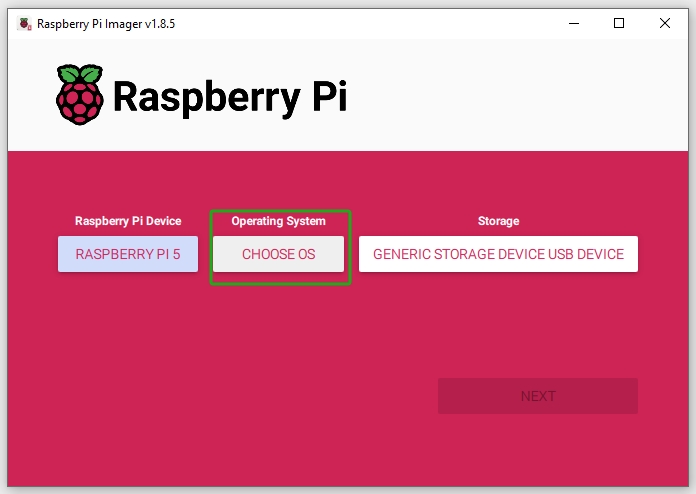 Raspberry Pi Imager v1.8.5
Raspberry Pi
Raspberry Pi Device
Operating System
Storage
RASPBERRY PI 5
CHOOSE OS
GENERIC STORAGE DEVICE USB DEVICE
NEXT